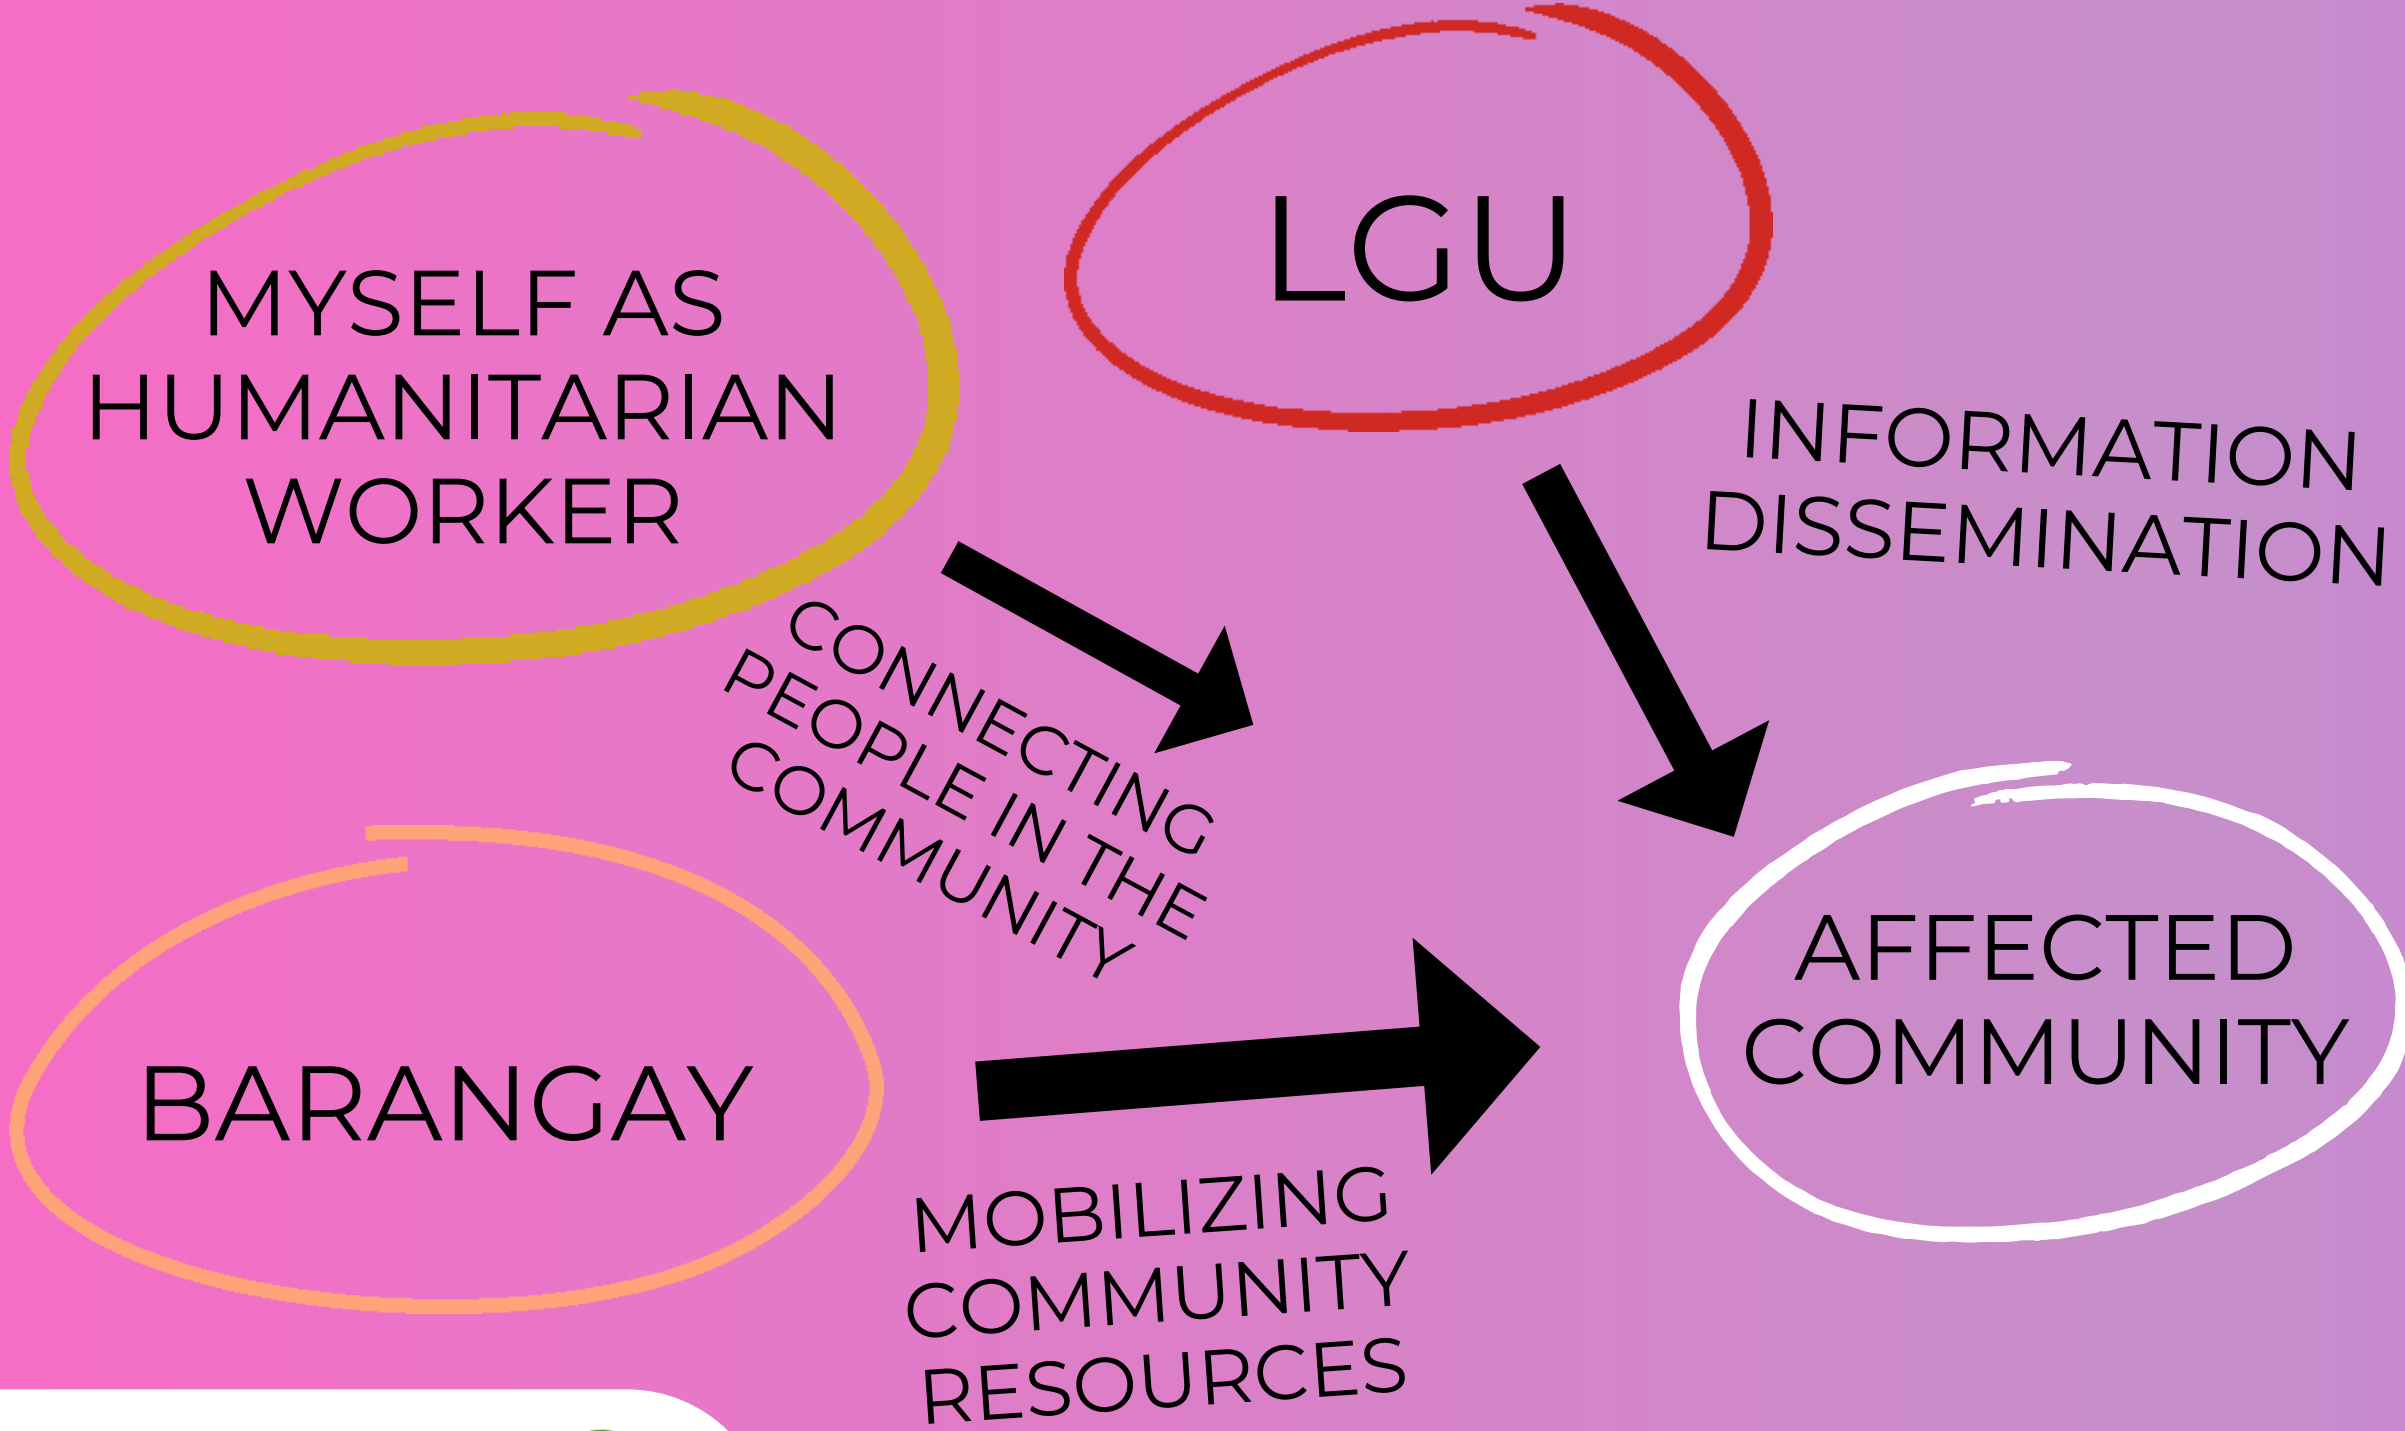 MYSELF AS
HUMANITARIAN
WORKER
LGU
INFORMATION
DISSEMINATION
CONNECTING
PEOPLE IN THE
COMMUNITY
BARANGAY
AFFECTED
COMMUNITY
MOBILIZING
COMMUNITY
RESOURCES